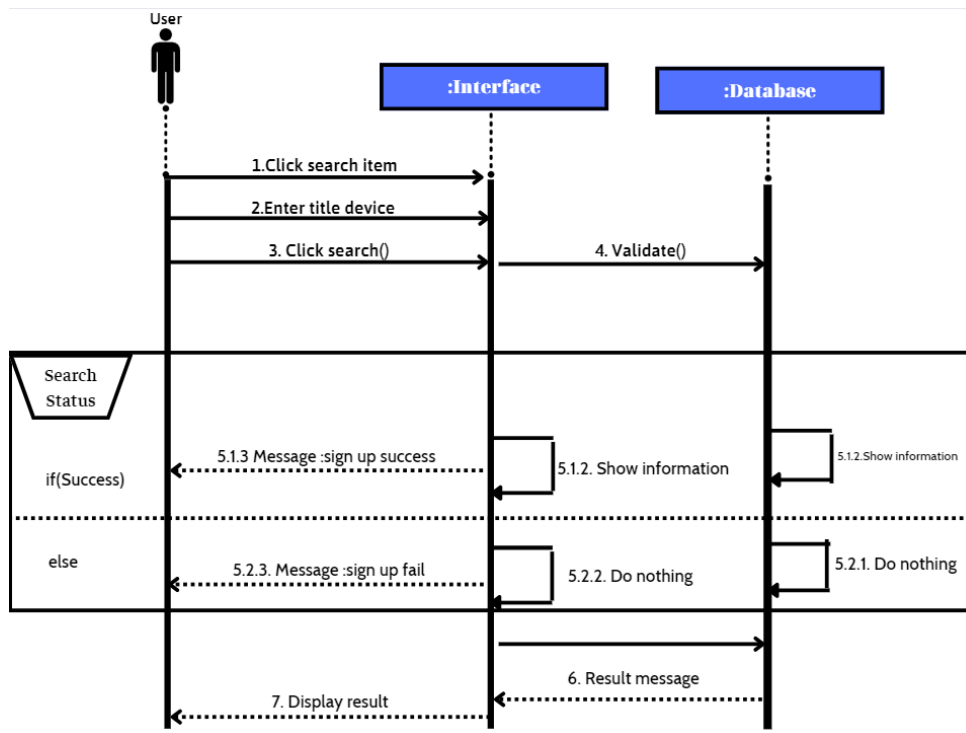 User
:Interface
:Database
1.Click search item
2.Enter title device
3. Click search()
4. Validate()
Search
Status
if(Success)
5.1.3 Message :sign up success
5.1.2. Show information
5.1.2.Show information
else
5.2.3. Message :sign up fail
5.2.2. Do nothing
5.2.1. Do nothing
6. Result message
7. Display result